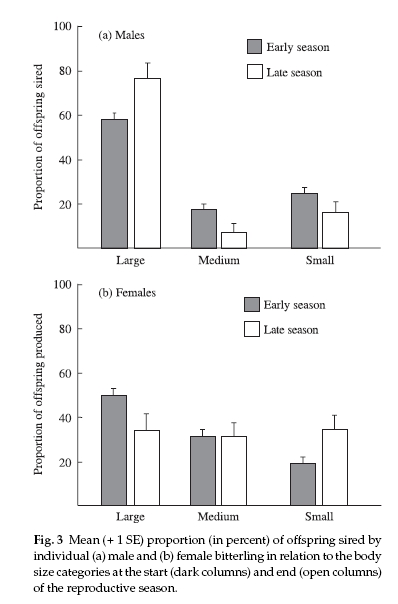 100
(a) Males
Early season
Late season
80
60
40
20
Proportion of offspring sired
Large
Medium
Small
100
(b) Females
Early season
Late season
80
60
40
20
Proportion of offspring produced
Large
Medium
Small
Fig. 3 Mean (+ 1 SE) proportion (in percent) of offspring sired by
individual (a) male and (b) female bitterling in relation to the body
size categories at the start (dark columns) and end (open columns)
of the reproductive season.